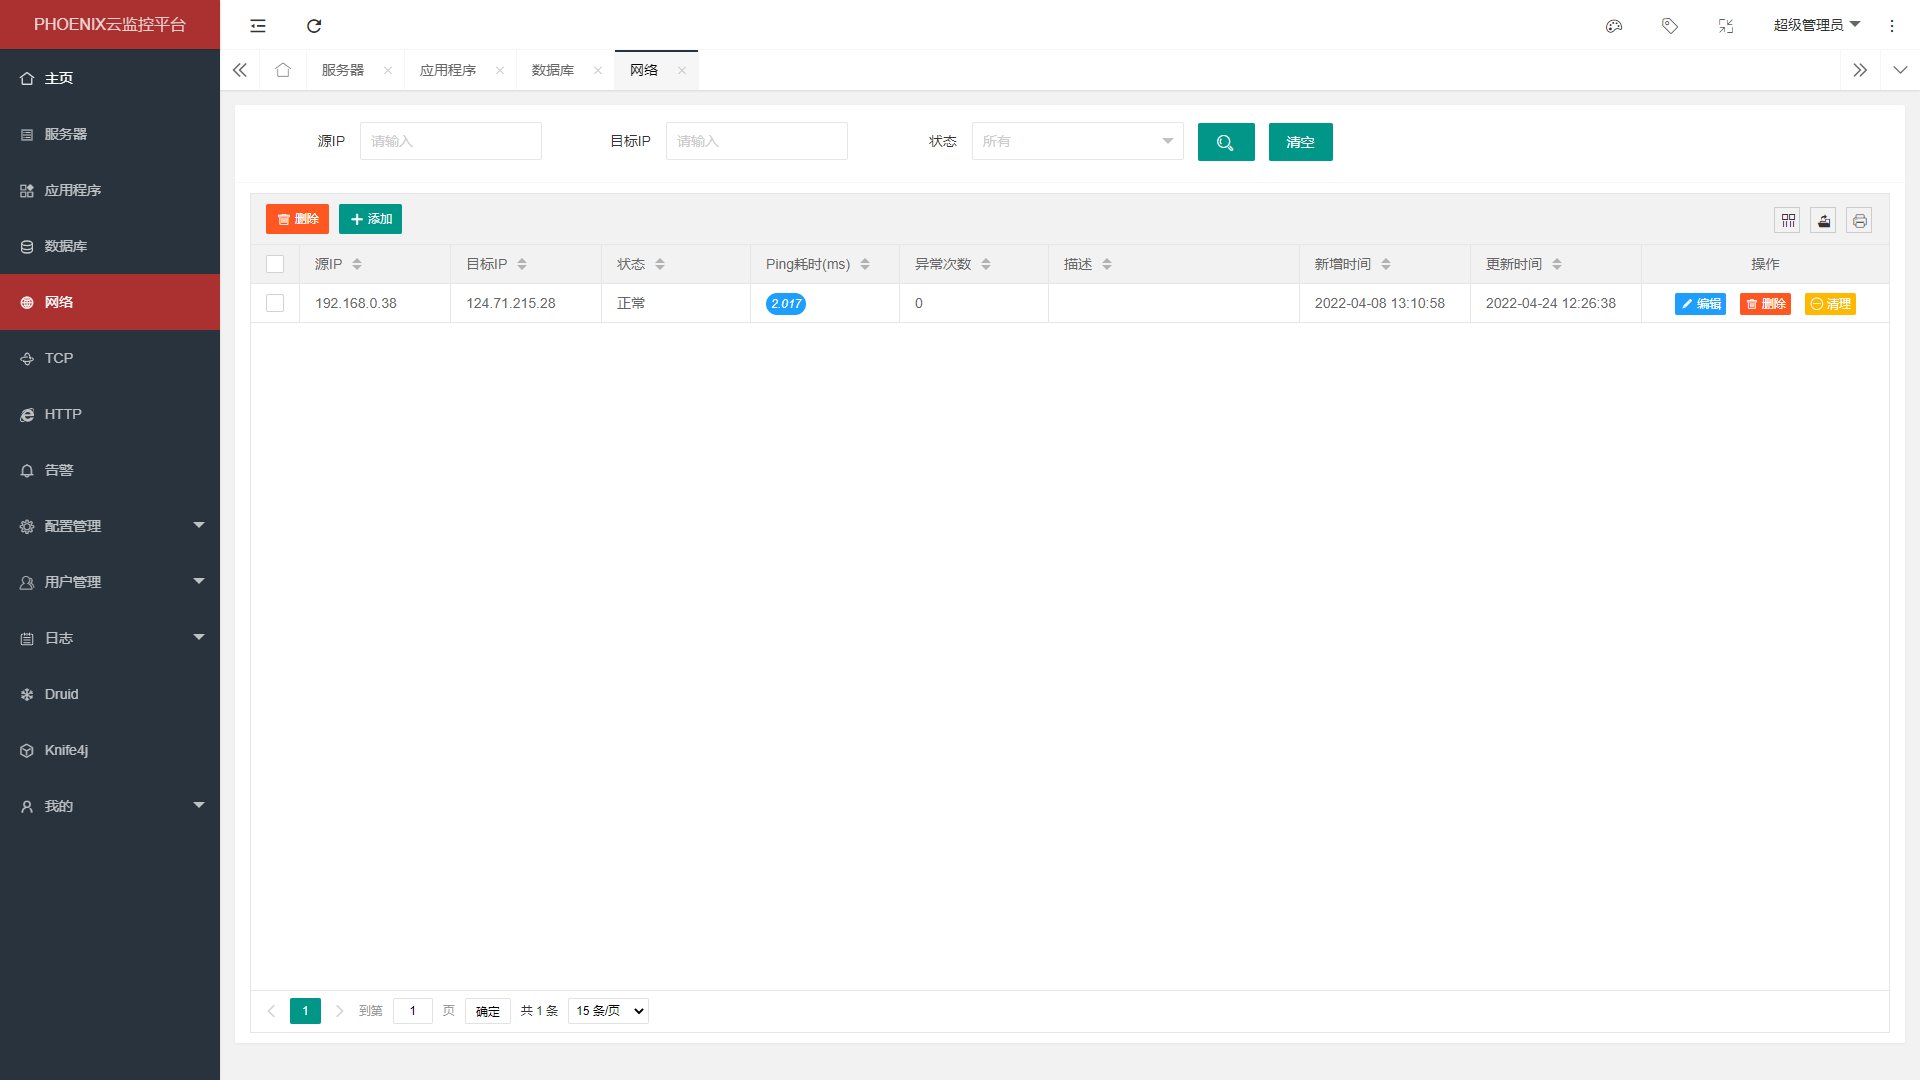 PHOENIX云监控平台
超级管理员
服务器
应用程序
数据库
网络
主页
服务器
应用程序
数据库
网络
TCP
HTTP
告警
配置管理
用户管理
日志
Druid
Knife4j
我的
源IP 请输入 目标IP 请输入 状态 所有 清空
删除 添加
源IP 目标IP 状态 Ping耗时(ms) 异常次数 描述 新增时间 更新时间 操作
192.168.0.38 124.71.215.28 正常 2.017 0 2022-04-08 13:10:58 2022-04-24 12:26:38 编辑 删除 清理
1 到第 1 页 确定 共 1 条 15 条/页